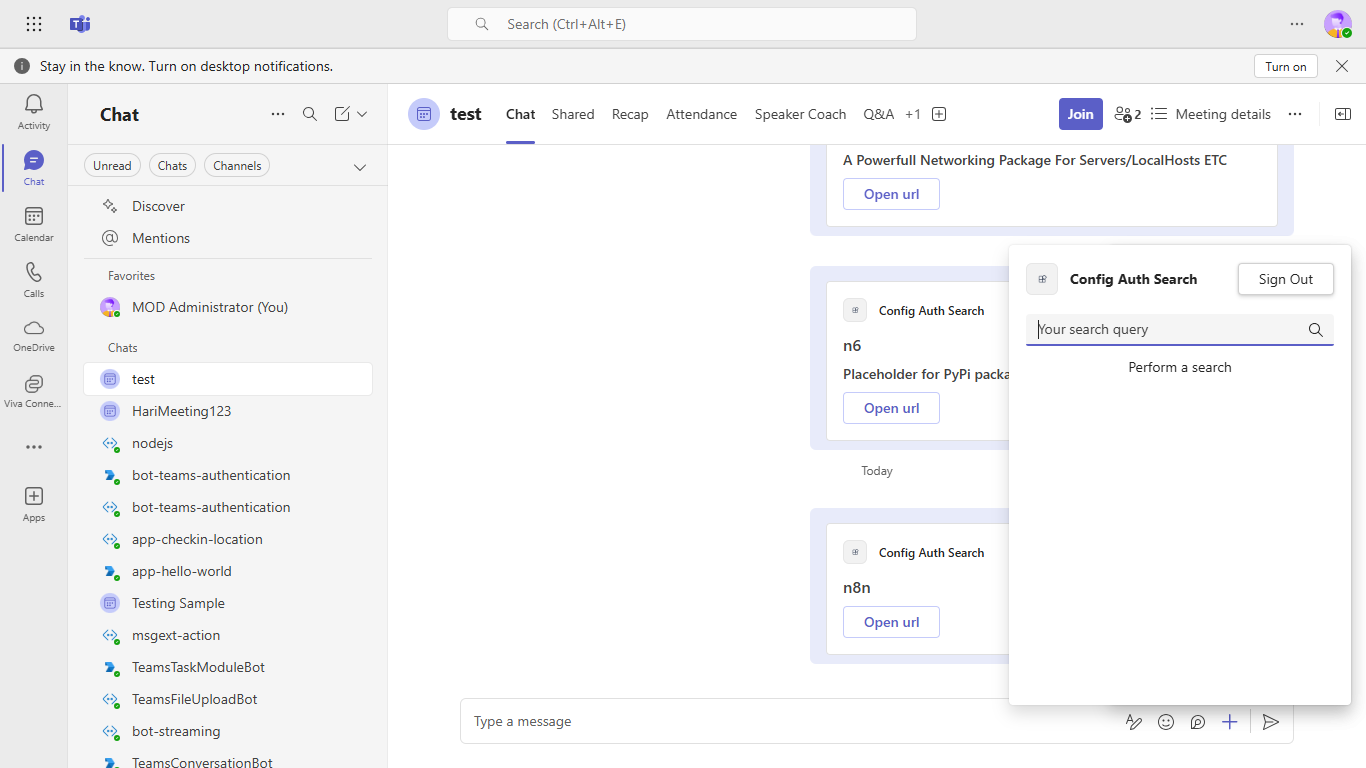 Search (Ctrl+Alt+E)
Stay in the know. Turn on desktop notifications.
Turn on
Activity
Chat
Calendar
Calls
OneDrive
Viva Conne...
Apps
Chat
Unread
Chats
Channels
Discover
Mentions
Favorites
MOD Administrator (You)
Chats
test
HariMeeting123
nodejs
bot-teams-authentication
bot-teams-authentication
app-checkin-location
app-hello-world
Testing Sample
msgext-action
TeamsTaskModuleBot
TeamsFileUploadBot
bot-streaming
TeamsConversationBot
test
Chat
Shared
Recap
Attendance
Speaker Coach
Q&A
+1
Join
2
Meeting details
A Powerfull Networking Package For Servers/LocalHosts ETC
Open url
Config Auth Search
n6
Placeholder for PyPi packa
Open url
Today
Config Auth Search
n8n
Open url
Type a message
Config Auth Search
Sign Out
Your search query
Perform a search